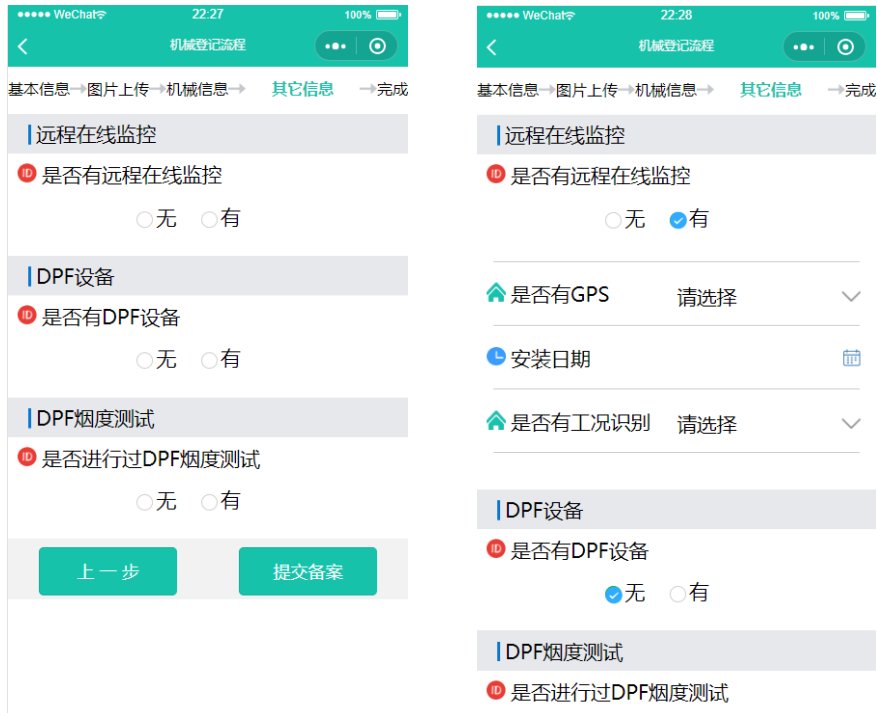 WeChat 22:27 100%
机械登记流程
基本信息→图片上传→机械信息→ 其它信息 →完成
远程在线监控
ID 是否有远程在线监控
无 有
DPF设备
ID 是否有DPF设备
无 有
DPF烟度测试
ID 是否进行过DPF烟度测试
无 有
上一步 提交备案
WeChat 22:28 100%
机械登记流程
基本信息→图片上传→机械信息→ 其它信息 →完成
远程在线监控
ID 是否有远程在线监控
无 有
是否有GPS 请选择
安装日期
是否有工况识别 请选择
DPF设备
ID 是否有DPF设备
无 有
DPF烟度测试
ID 是否进行过DPF烟度测试